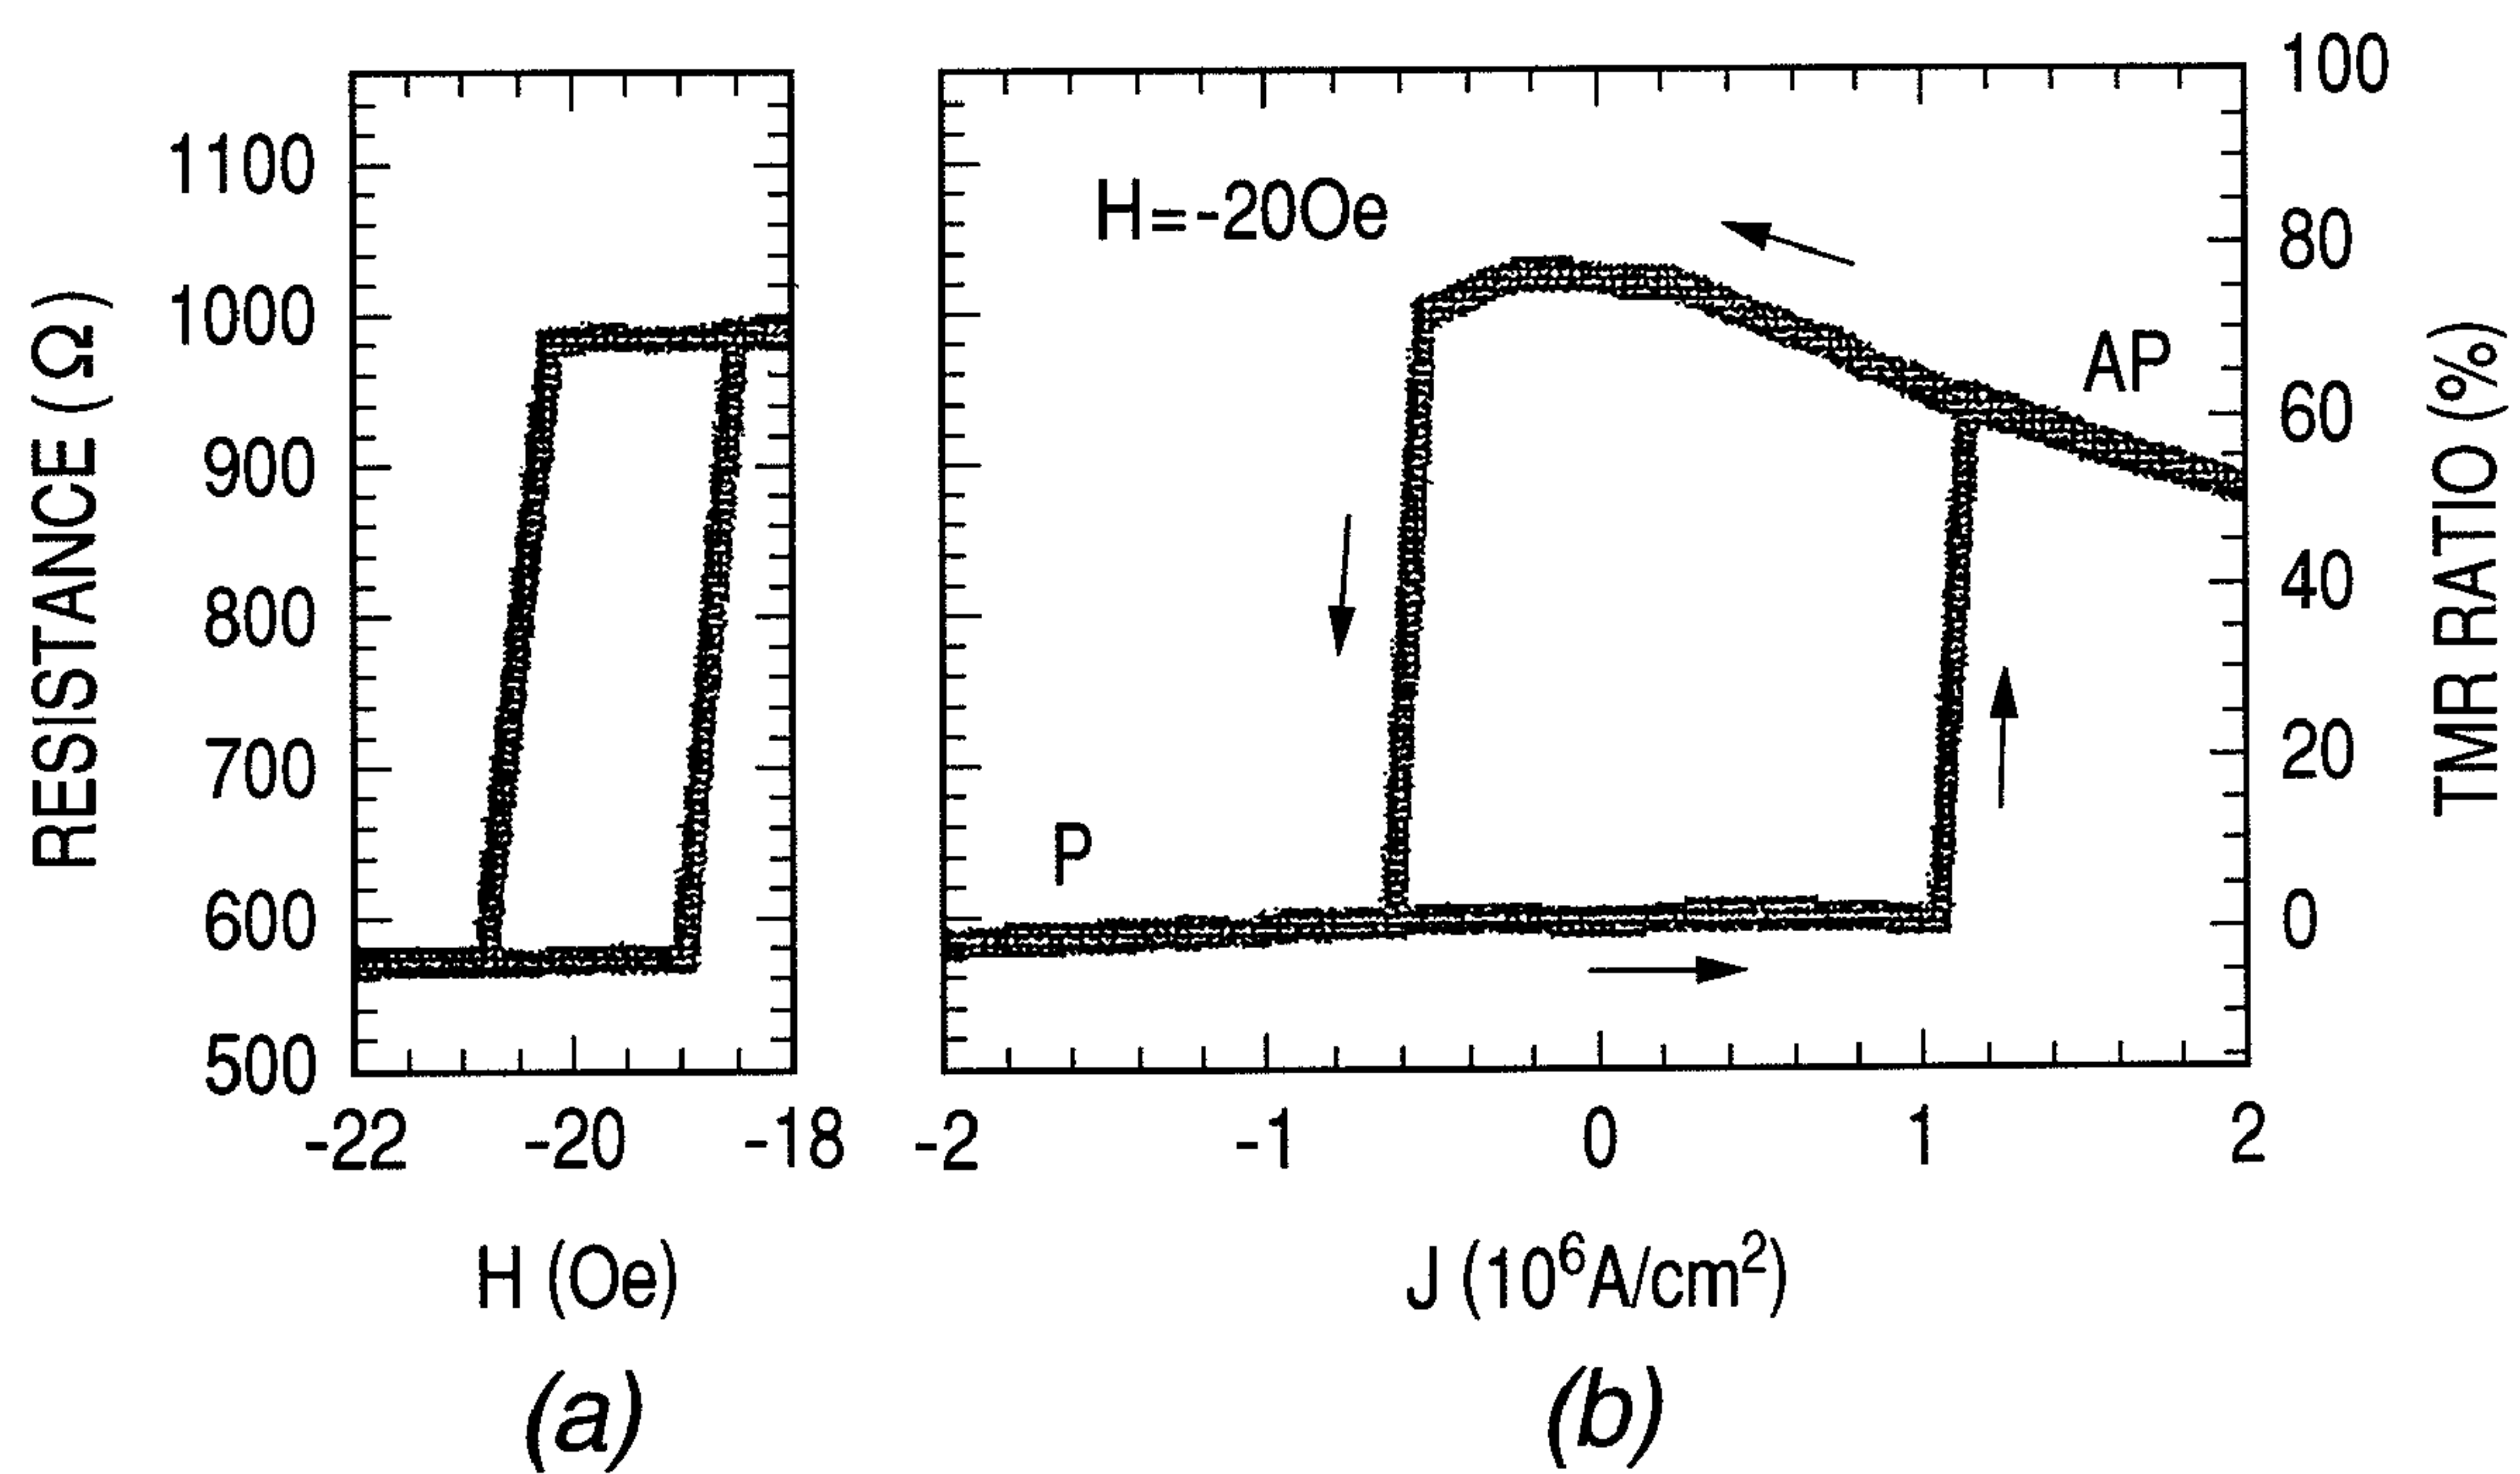 RESISTANCE (Ω)
1100
1000
900
800
700
600
500
-22 -20 -18
H (Oe)
(a)
H=-20Oe
AP
P
-2 -1 0 1 2
J (10⁶A/cm²)
(b)
100
80
60
40
20
0
TMR RATIO (%)